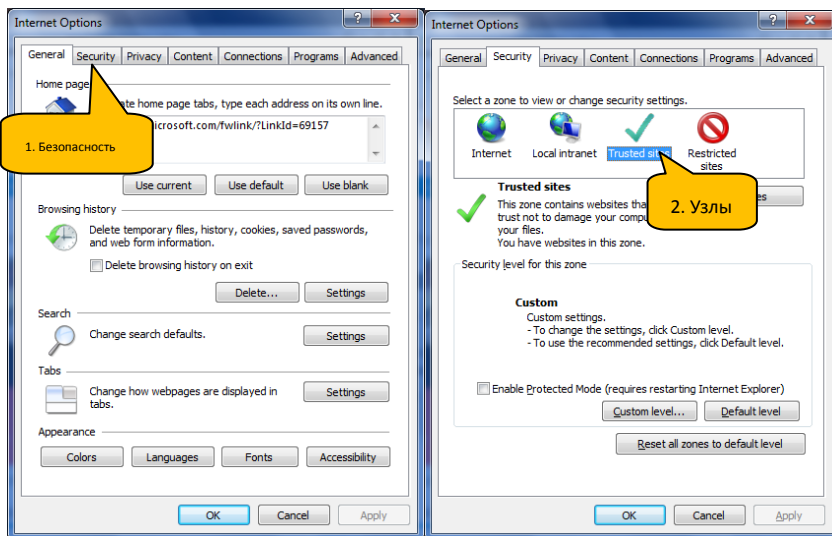 Internet Options
General Security Privacy Content Connections Programs Advanced
Home page
te home page tabs, type each address on its own line.
icrosoft.com/fwlink/?LinkId=69157
1. Безопасность
Use current Use default Use blank
Browsing history
Delete temporary files, history, cookies, saved passwords,
and web form information.
Delete browsing history on exit
Delete... Settings
Search
Change search defaults. Settings
Tabs
Change how webpages are displayed in
tabs.
Settings
Appearance
Colors Languages Fonts Accessibility
OK Cancel Apply
Internet Options
General Security Privacy Content Connections Programs Advanced
Select a zone to view or change security settings.
Internet Local intranet Trusted sites Restricted
sites
2. Узлы
Trusted sites
This zone contains websites tha
trust not to damage your compu
your files.
You have websites in this zone.
es
Security level for this zone
Custom
Custom settings.
- To change the settings, click Custom level.
- To use the recommended settings, click Default level.
Enable Protected Mode (requires restarting Internet Explorer)
Custom level... Default level
Reset all zones to default level
OK Cancel Apply